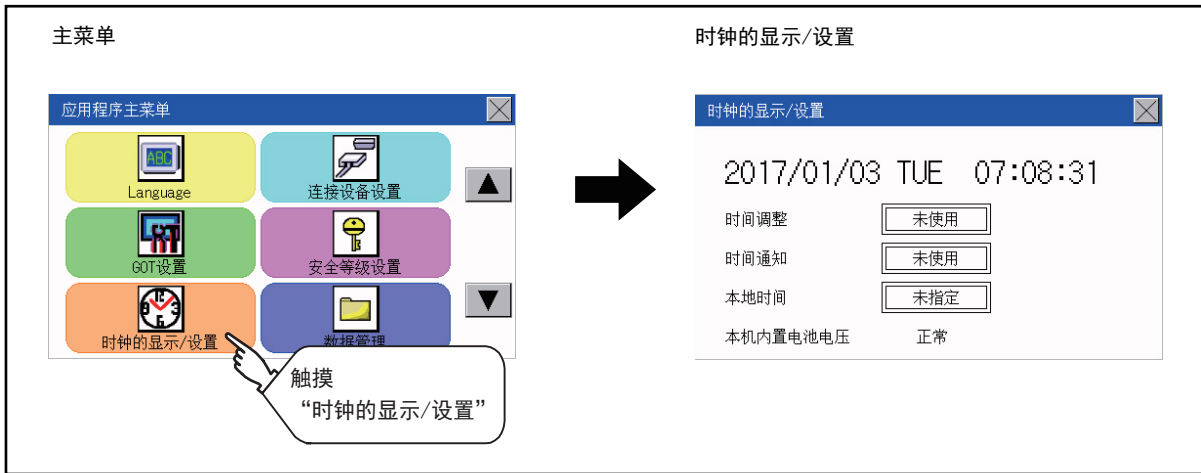 主菜单
时钟的显示/设置
应用程序主菜单
ABC
Language
连接设备设置
GOT设置
安全等级设置
12
9 3
6
时钟的显示/设置
数据管理
触摸
“时钟的显示/设置”
时钟的显示/设置
2017/01/03 TUE 07:08:31
时间调整 未使用
时间通知 未使用
本地时间 未指定
本机内置电池电压 正常